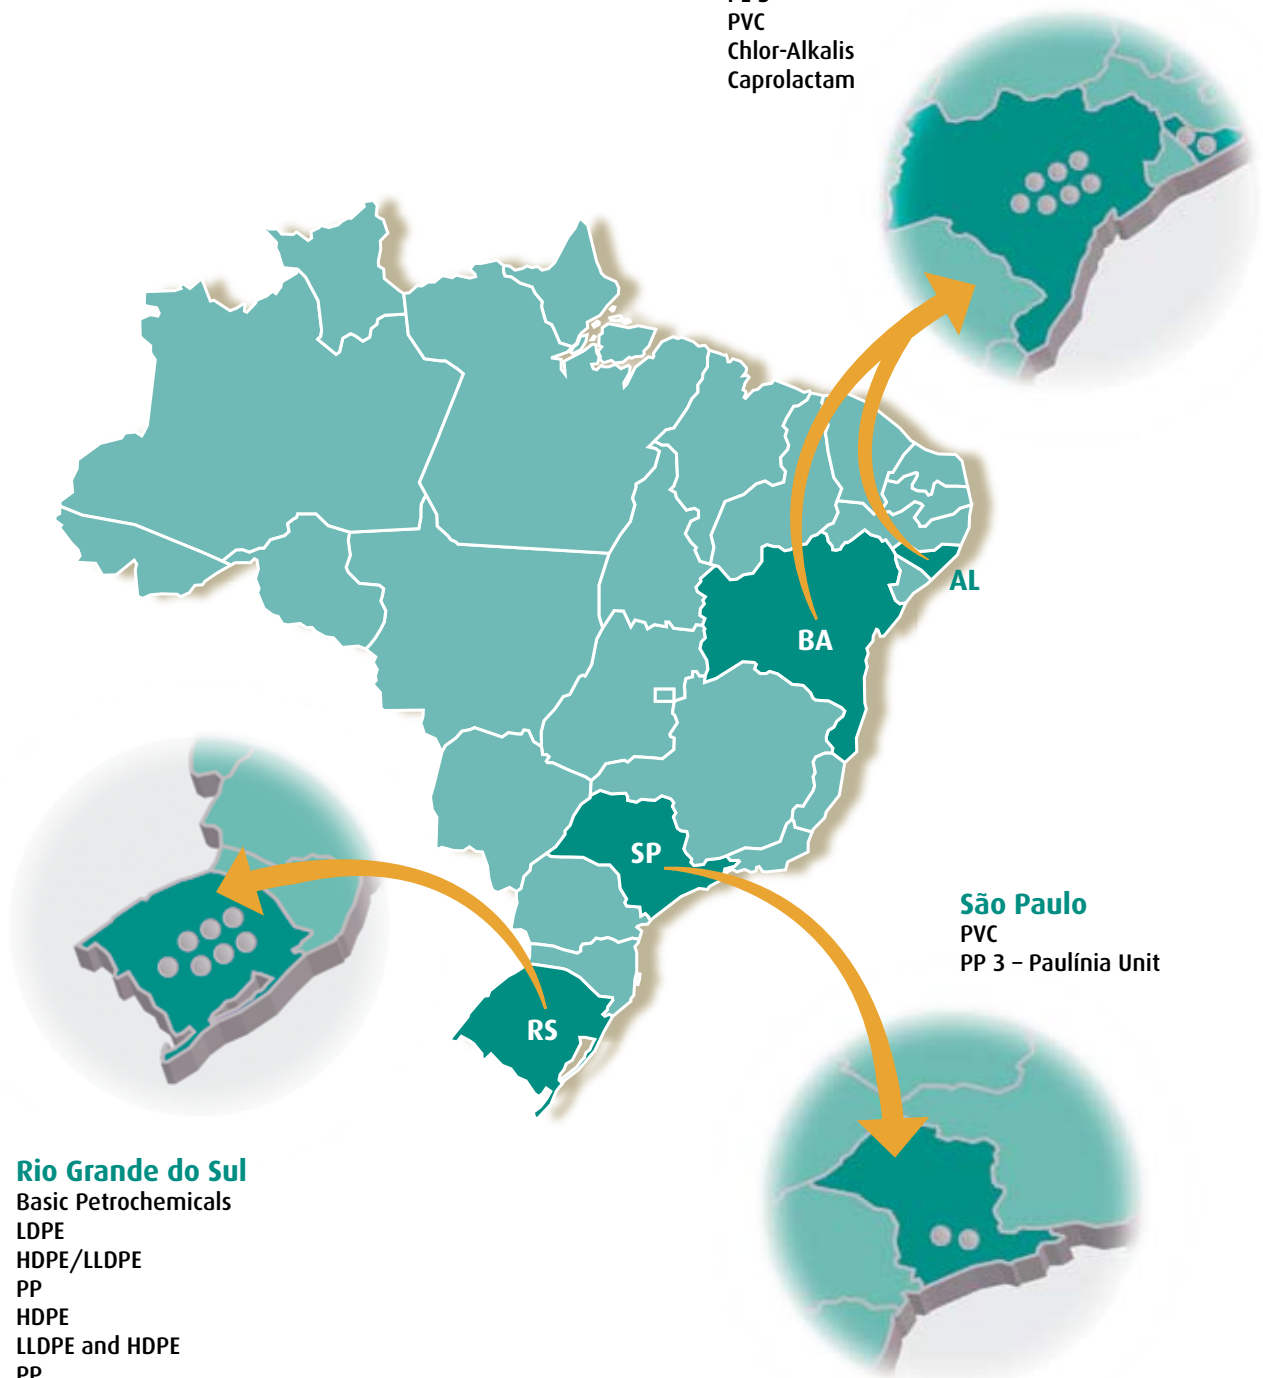 PVC
Chlor-Alkalis
Caprolactam
AL
BA
SP
São Paulo
PVC
PP 3 – Paulínia Unit
RS
Rio Grande do Sul
Basic Petrochemicals
LDPE
HDPE/LLDPE
PP
HDPE
LLDPE and HDPE
PP